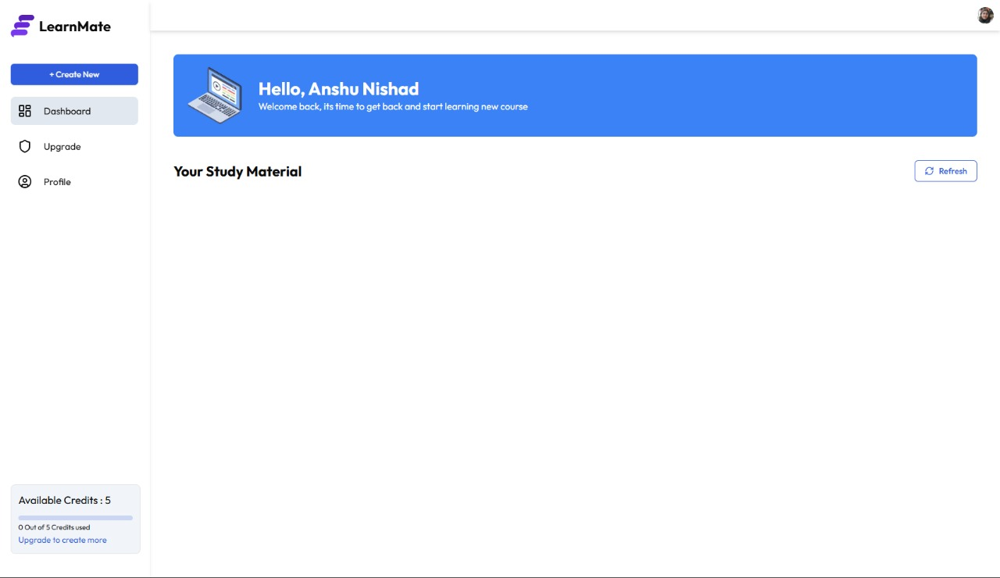 LearnMate
+ Create New
Dashboard
Upgrade
Profile
Available Credits : 5
0 Out of 5 Credits used
Upgrade to create more
Hello, Anshu Nishad
Welcome back, its time to get back and start learning new course
Your Study Material
Refresh